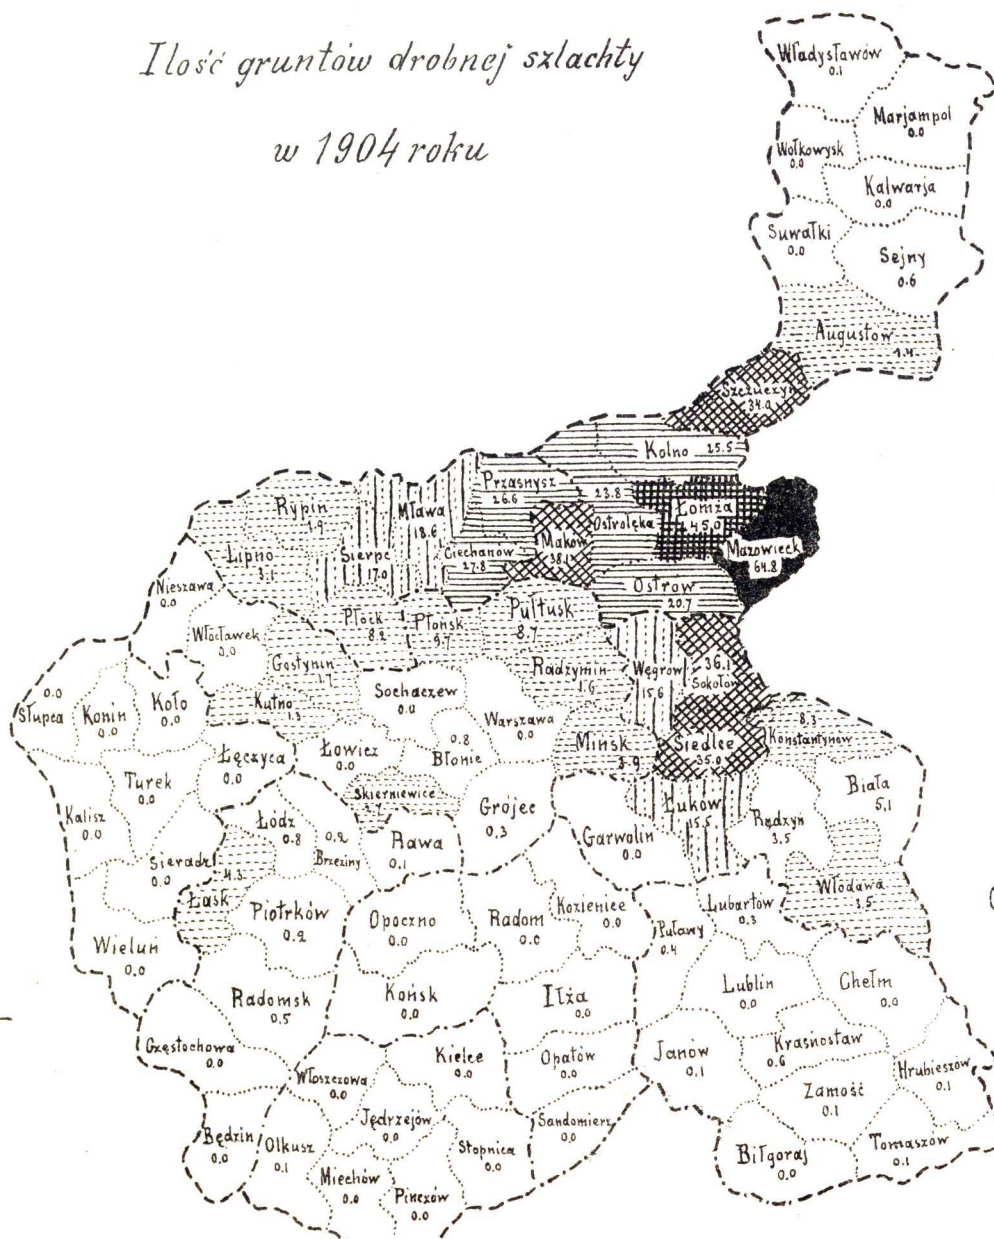 Ilość gruntów drobnej szlachty
w 1904 roku
Władysławów
0.1
Marjampol
0.0
Wołkowysk
0.0
Kalwarja
0.0
Suwałki
0.0
Sejny
0.6
Augustów
1.4
Szczuczyn
34.0
Kolno 25.5
Przasnysz
26.6
23.8
Ostrołęka
Łomża
45.0
Mazowieck
64.8
Maków
38.1
Ciechanów
27.8
Mława
18.6
Rypin
1.9
Sierpc
17.0
Lipno
3.1
Nieszawa
0.0
Ostrów
20.7
Płock
8.2
Płońsk
9.7
Pułtusk
8.7
Włocławek
0.0
Gostynin
1.7
Radzymin
1.6
Węgrów
15.6
36.1
Sokołów
Sochaczew
0.0
Kutno
1.3
Koło
0.0
Konin
0.0
0.0
Słupca
Warszawa
0.0
0.8
Błonie
Łowicz
0.0
Łęczyca
0.0
Mińsk
3.9
Siedlce
35.0
8.3
Konstantynów
Turek
0.0
Skierniewice
2.7
Grójec
0.3
Łuków
15.5
Biała
5.1
Kalisz
0.0
Łódź
0.8
0.2
Brzeziny
Rawa
0.1
Garwolin
0.0
Rądzyń
3.5
Sieradz
0.0
4.3
Łask
Piotrków
0.2
Opoczno
0.0
Radom
0.0
Kozienice
0.0
Lubartów
0.3
Włodawa
3.5
Puławy
0.4
Wieluń
0.0
Radomsk
0.5
Końsk
0.0
Iłża
0.0
Lublin
0.0
Chełm
0.0
Częstochowa
0.0
Kielce
0.0
Opatów
0.0
Janów
0.1
Krasnostaw
0.6
Hrubieszów
0.1
Włoszczowa
0.0
Jędrzejów
0.0
Zamość
0.1
Będzin
0.0
Olkusz
0.1
Stopnica
0.0
Sandomierz
0.0
Miechów
0.0
Pinczów
0.0
Biłgoraj
0.0
Tomaszów
0.1